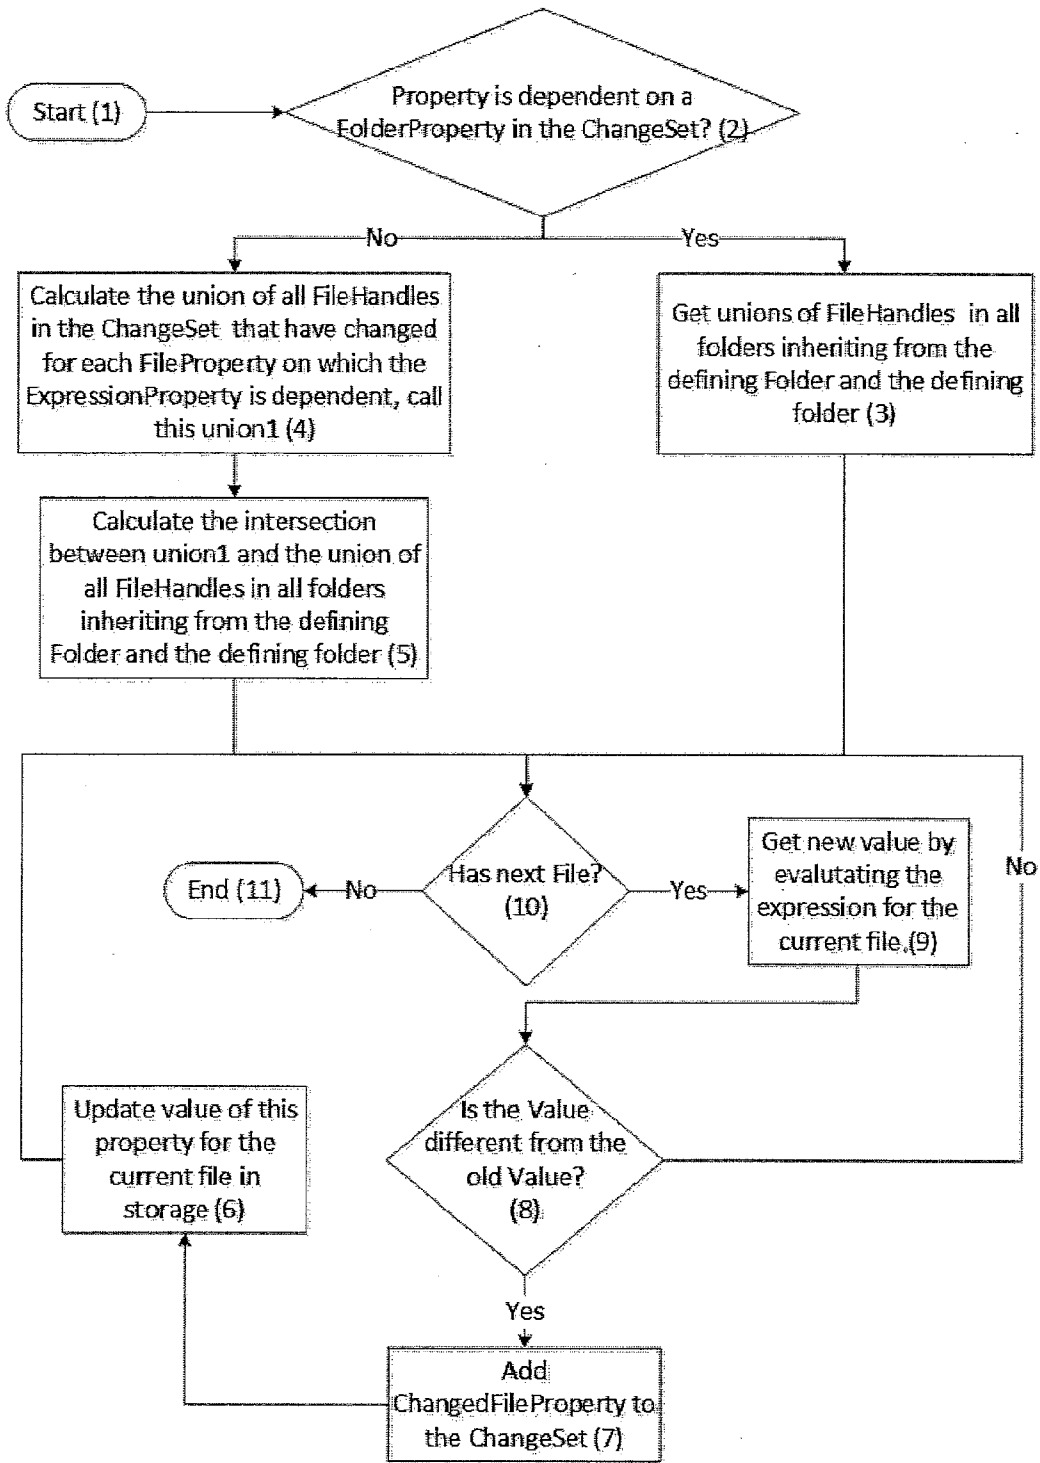 Start (1)
Property is dependent on a
FolderProperty in the ChangeSet? (2)
No
Yes
Calculate the union of all FileHandles
in the ChangeSet that have changed
for each FileProperty on which the
ExpressionProperty is dependent, call
this union1 (4)
Get unions of FileHandles in all
folders inheriting from the
defining Folder and the defining
folder (3)
Calculate the intersection
between union1 and the union of
all FileHandles in all folders
inheriting from the defining
Folder and the defining folder (5)
Has next File?
(10)
No
End (11)
Yes
Get new value by
evalutating the
expression for the
current file.(9)
No
Is the Value
different from the
old Value?
(8)
Update value of this
property for the
current file in
storage (6)
Yes
Add
ChangedFileProperty to
the ChangeSet (7)